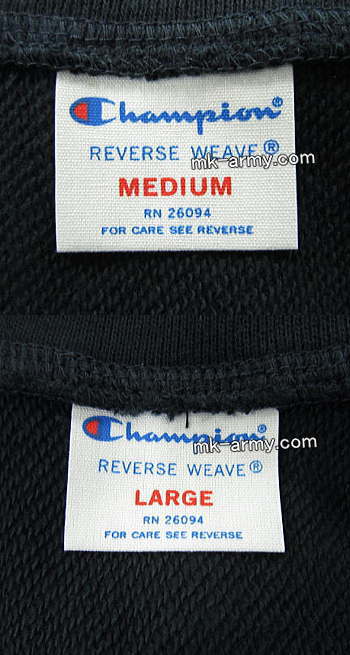 Champion®
REVERSE WEAVE®
mk-army.com
MEDIUM
RN 26094
FOR CARE SEE REVERSE
Champion
mk-army.com
REVERSE WEAVE®
LARGE
RN 26094
FOR CARE SEE REVERSE